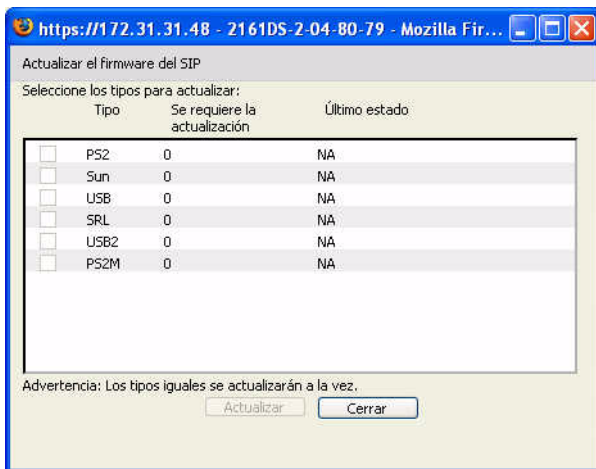 https://172.31.31.48 - 2161DS-2-04-80-79 - Mozilla Fir...
Actualizar el firmware del SIP
Seleccione los tipos para actualizar:
Tipo Se requiere la actualización Último estado
PS2 0 NA
Sun 0 NA
USB 0 NA
SRL 0 NA
USB2 0 NA
PS2M 0 NA
Advertencia: Los tipos iguales se actualizarán a la vez.
Actualizar Cerrar